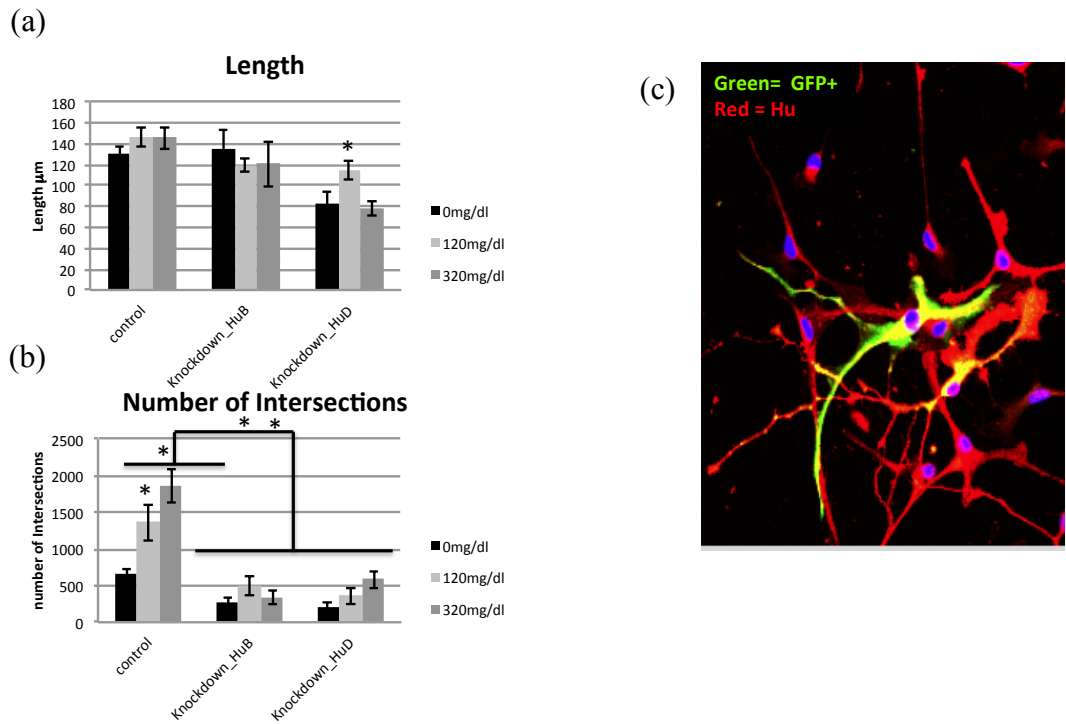 (a)
Length
180
160
140
120
100
80
60
40
20
0
Length μm
*
control
Knockdown_HuB
Knockdown_HuD
0mg/dl
120mg/dl
320mg/dl
(b)
Number of Intersections
* *
*
*
2500
2000
1500
1000
500
0
number of Intersections
control
Knockdown_HuB
Knockdown_HuD
0mg/dl
120mg/dl
320mg/dl
(c)
Green= GFP+
Red = Hu